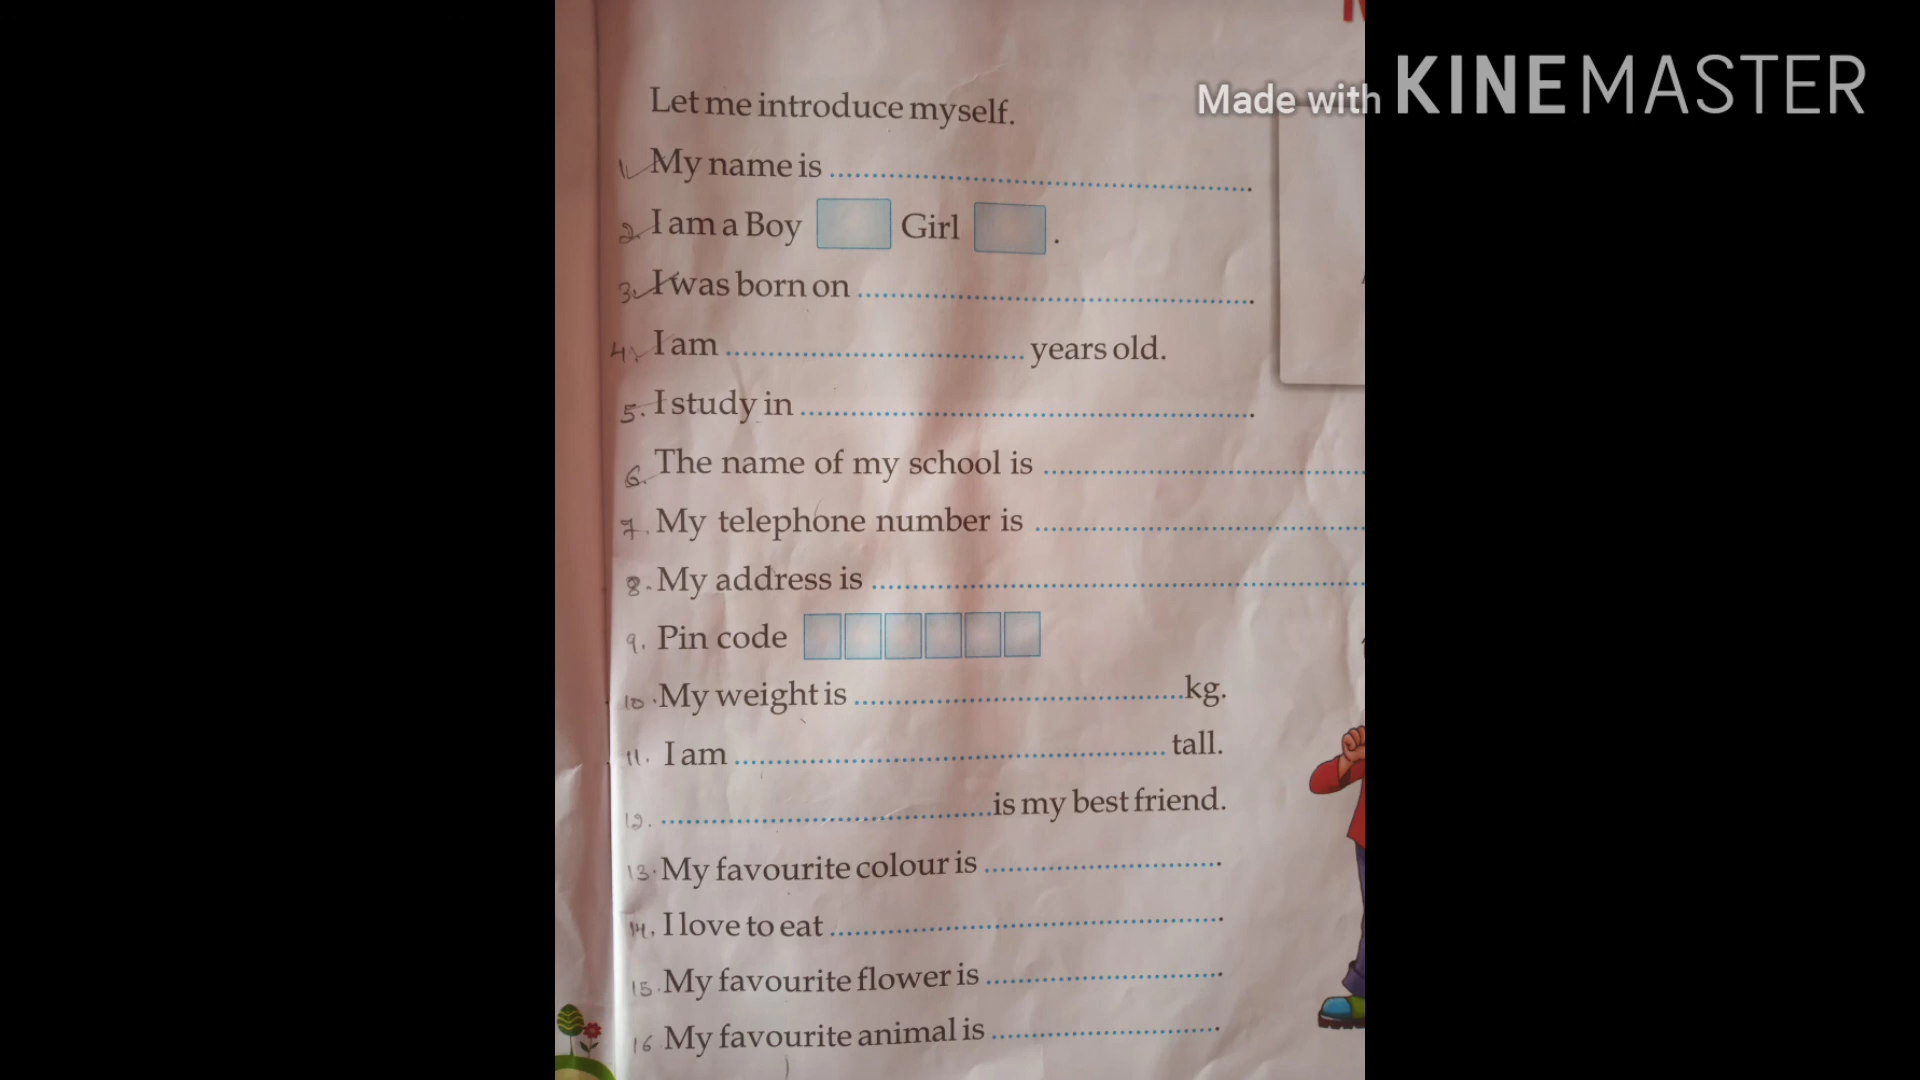 Made with KINEMASTER
Let me introduce myself.
1. My name is ..............................
2. I am a Boy Girl .
3. I was born on ..............................
4. I am .............................. years old.
5. I study in ..............................
6. The name of my school is ..............................
7. My telephone number is ..............................
8. My address is ..............................
9. Pin code
10. My weight is .............................. kg.
11. I am .............................. tall.
12. .............................. is my best friend.
13. My favourite colour is ..............................
14. I love to eat ..............................
15. My favourite flower is ..............................
16 My favourite animal is ..............................